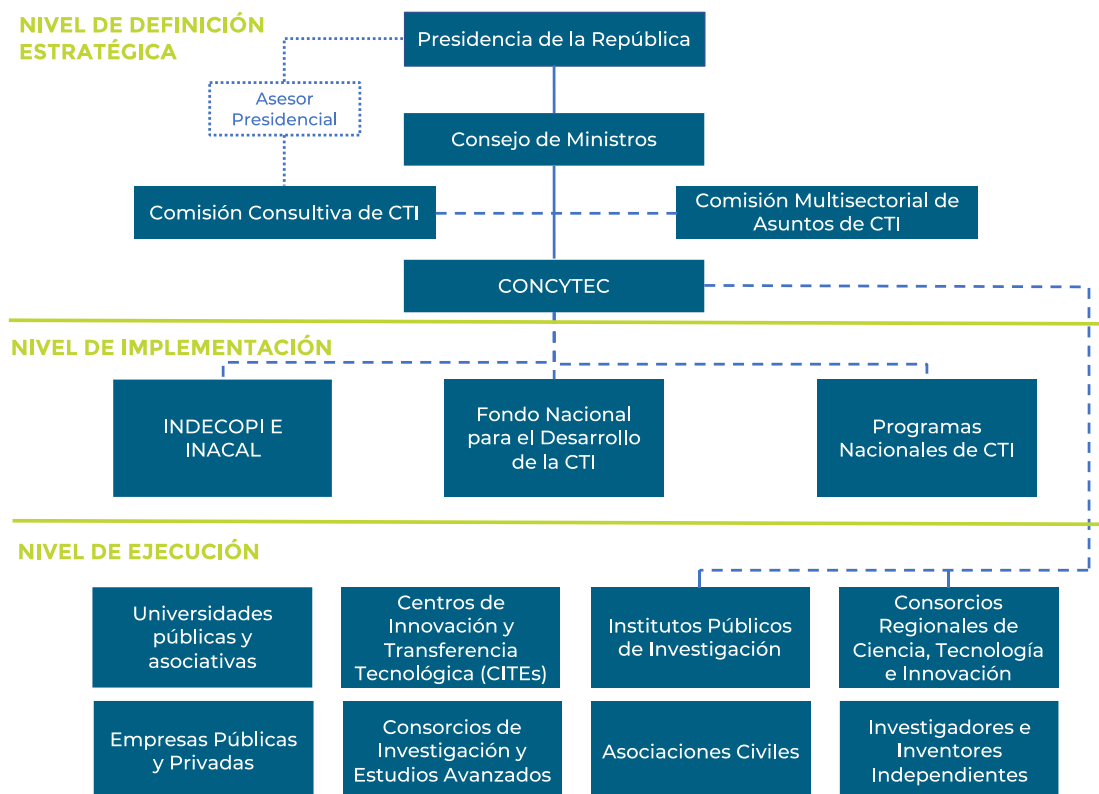 NIVEL DE DEFINICIÓN
ESTRATÉGICA
Presidencia de la República
Asesor
Presidencial
Consejo de Ministros
Comisión Consultiva de CTI
Comisión Multisectorial de
Asuntos de CTI
CONCYTEC
NIVEL DE IMPLEMENTACIÓN
INDECOPI E
INACAL
Fondo Nacional
para el Desarrollo
de la CTI
Programas
Nacionales de CTI
NIVEL DE EJECUCIÓN
Universidades
públicas y
asociativas
Centros de
Innovación y
Transferencia
Tecnológica (CITEs)
Institutos Públicos
de Investigación
Consorcios
Regionales de
Ciencia, Tecnología
e Innovación
Empresas Públicas
y Privadas
Consorcios de
Investigación y
Estudios Avanzados
Asociaciones Civiles
Investigadores e
Inventores
Independientes